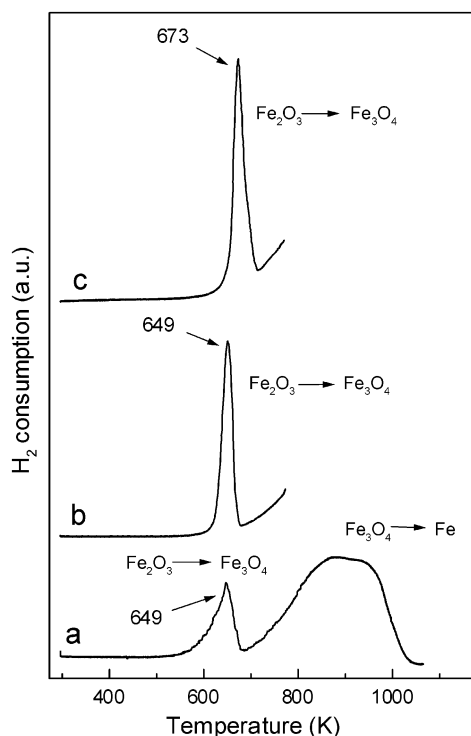 673
Fe₂O₃ → Fe₃O₄
c
649
Fe₂O₃ → Fe₃O₄
b
Fe₃O₄ → Fe
Fe₂O₃ → Fe₃O₄
649
a
H₂ consumption (a.u.)
400 600 800 1000
Temperature (K)